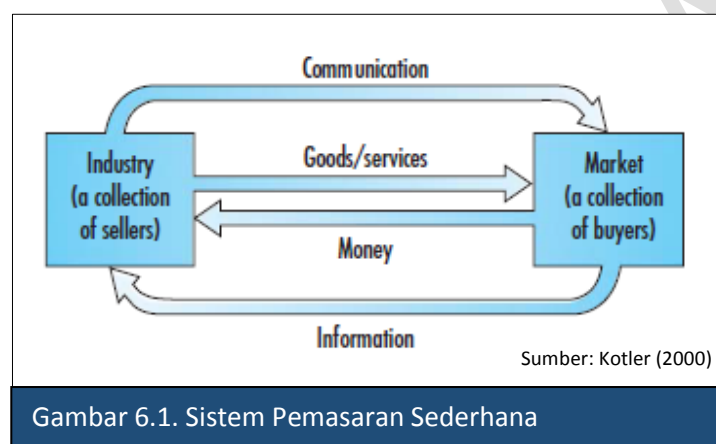 Communication
Industry
(a collection
of sellers)
Goods/services
Money
Market
(a collection
of buyers)
Information
Sumber: Kotler (2000)
Gambar 6.1. Sistem Pemasaran Sederhana